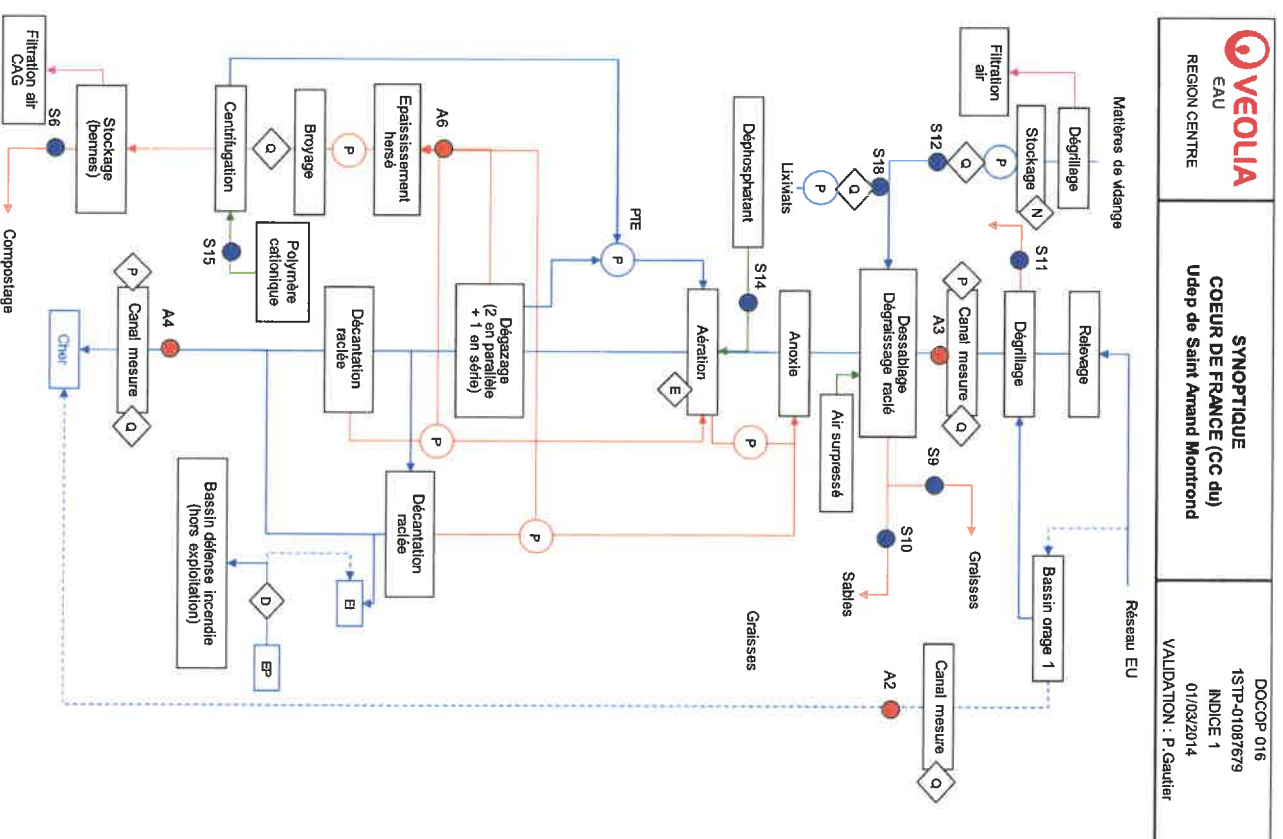 VEOLIA
EAU
REGION CENTRE
SYNOPTIQUE
COEUR DE FRANCE (CC du)
Udep de Saint Amand Montrond
DOCOP 016
1STP-01087679
INDICE 1
01/03/2014
VALIDATION : P.Gautier
Réseau EU
Matières de vidange
Relevage
Bassin orage 1
Dégrillage
Dégrillage
Filtration
air
Stockage
N
P
Q
S12
S11
Canal mesure
P
Q
A3
Canal mesure
Q
A2
S18
Q
P
Lixiviats
Dessablage
Dégraissage raclé
S9
Graisses
S10
Sables
Graisses
Air surpressé
Anoxie
Déphosphatant
S14
P
Aération
E
PTE
P
Dégazage
(2 en parallèle
+ 1 en série)
A6
Epaississement
hersé
P
Broyage
Q
Centrifugation
Polymère
cationique
S15
P
P
Décantation
raclée
Décantation
raclée
Stockage
(bennes)
Filtration air
CAG
S6
Compostage
A4
Canal mesure
P
Q
Cher
EI
D
EP
Bassin défense incendie
(hors exploitation)